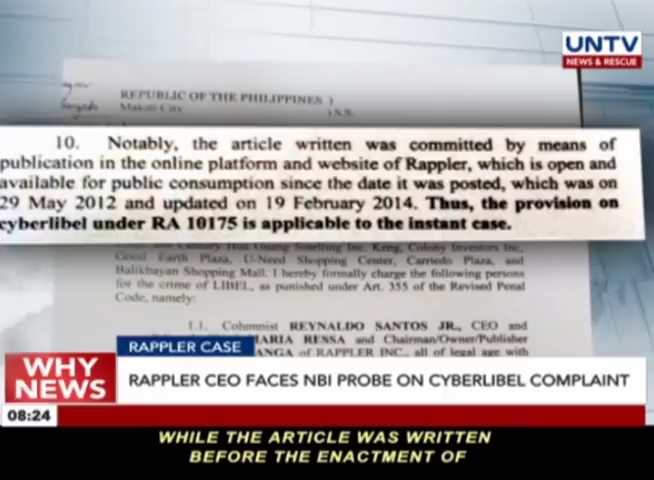 UNTV
NEWS & RESCUE
REPUBLIC OF THE PHILIPPINES )
Makati City )
) S.S.
10. Notably, the article written was committed by means of
publication in the online platform and website of Rappler, which is open and
available for public consumption since the date it was posted, which was on
29 May 2012 and updated on 19 February 2014. Thus, the provision on
cyberlibel under RA 10175 is applicable to the instant case.
Keng, Colony Investors Inc,
Good Earth Plaza, U-Need Shopping Center, Carriedo Plaza, and
Balikbayan Shopping Mall. I hereby formally charge the following persons
for the crime of LIBEL, as punished under Art. 355 of the Revised Penal
Code, namely:
1.1. Columnist REYNALDO SANTOS JR., CEO and
MARIA RESSA and Chairman/Owner/Publisher
ANGA of RAPPLER INC., all of legal age with
RAPPLER CASE
WHY
NEWS
RAPPLER CEO FACES NBI PROBE ON CYBERLIBEL COMPLAINT
08:24
WHILE THE ARTICLE WAS WRITTEN
BEFORE THE ENACTMENT OF